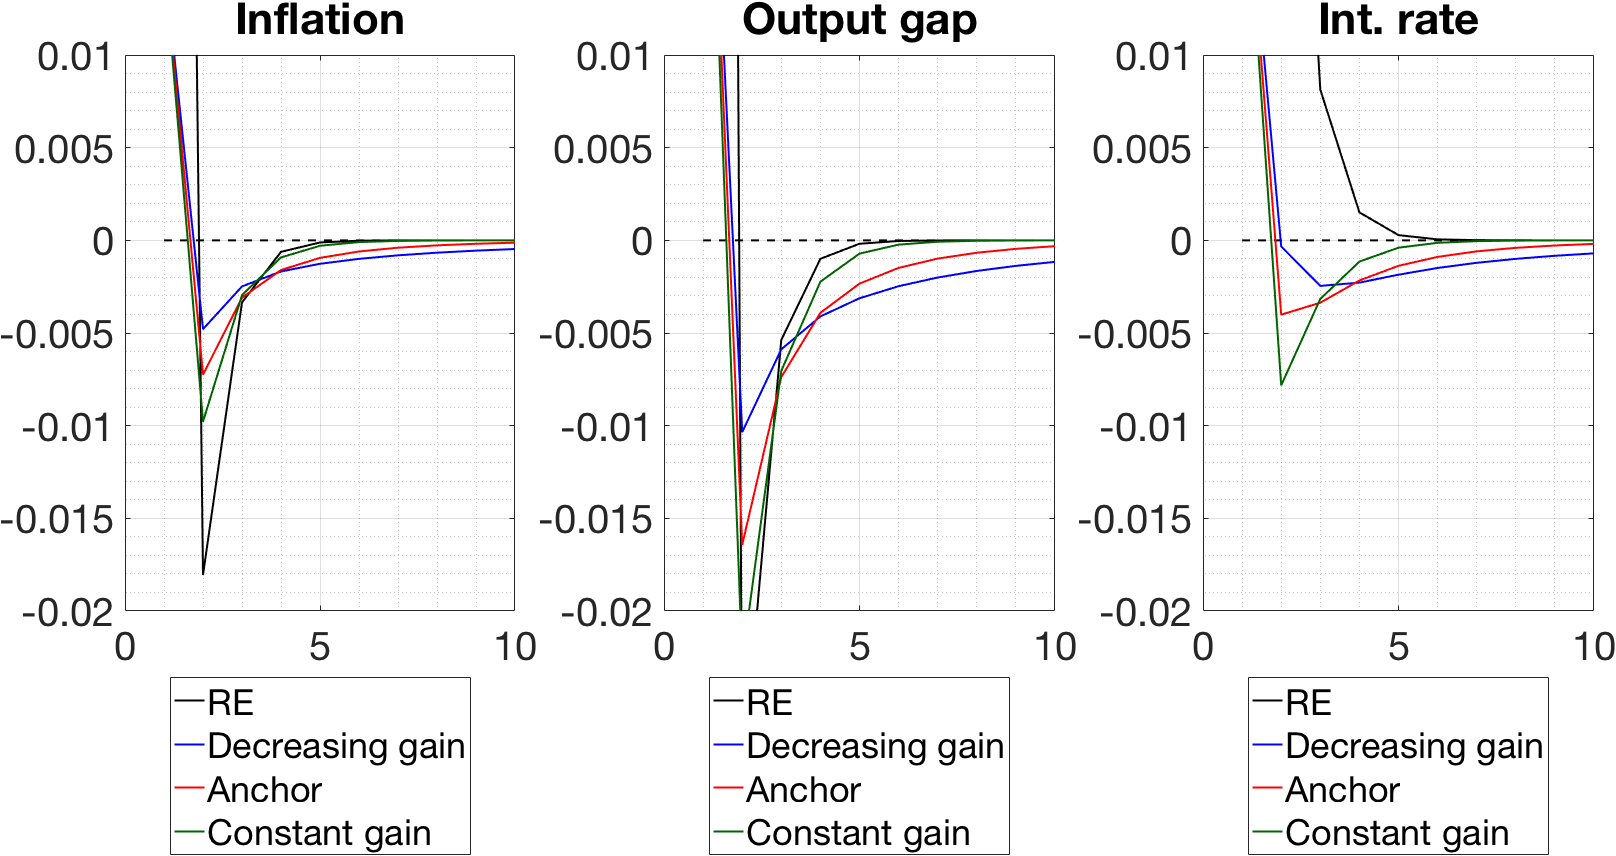 Inflation
0.01
0.005
0
-0.005
-0.01
-0.015
-0.02
0
5
10
RE
Decreasing gain
Anchor
Constant gain
Output gap
0.01
0.005
0
-0.005
-0.01
-0.015
-0.02
0
5
10
RE
Decreasing gain
Anchor
Constant gain
Int. rate
0.01
0.005
0
-0.005
-0.01
-0.015
-0.02
0
5
10
RE
Decreasing gain
Anchor
Constant gain